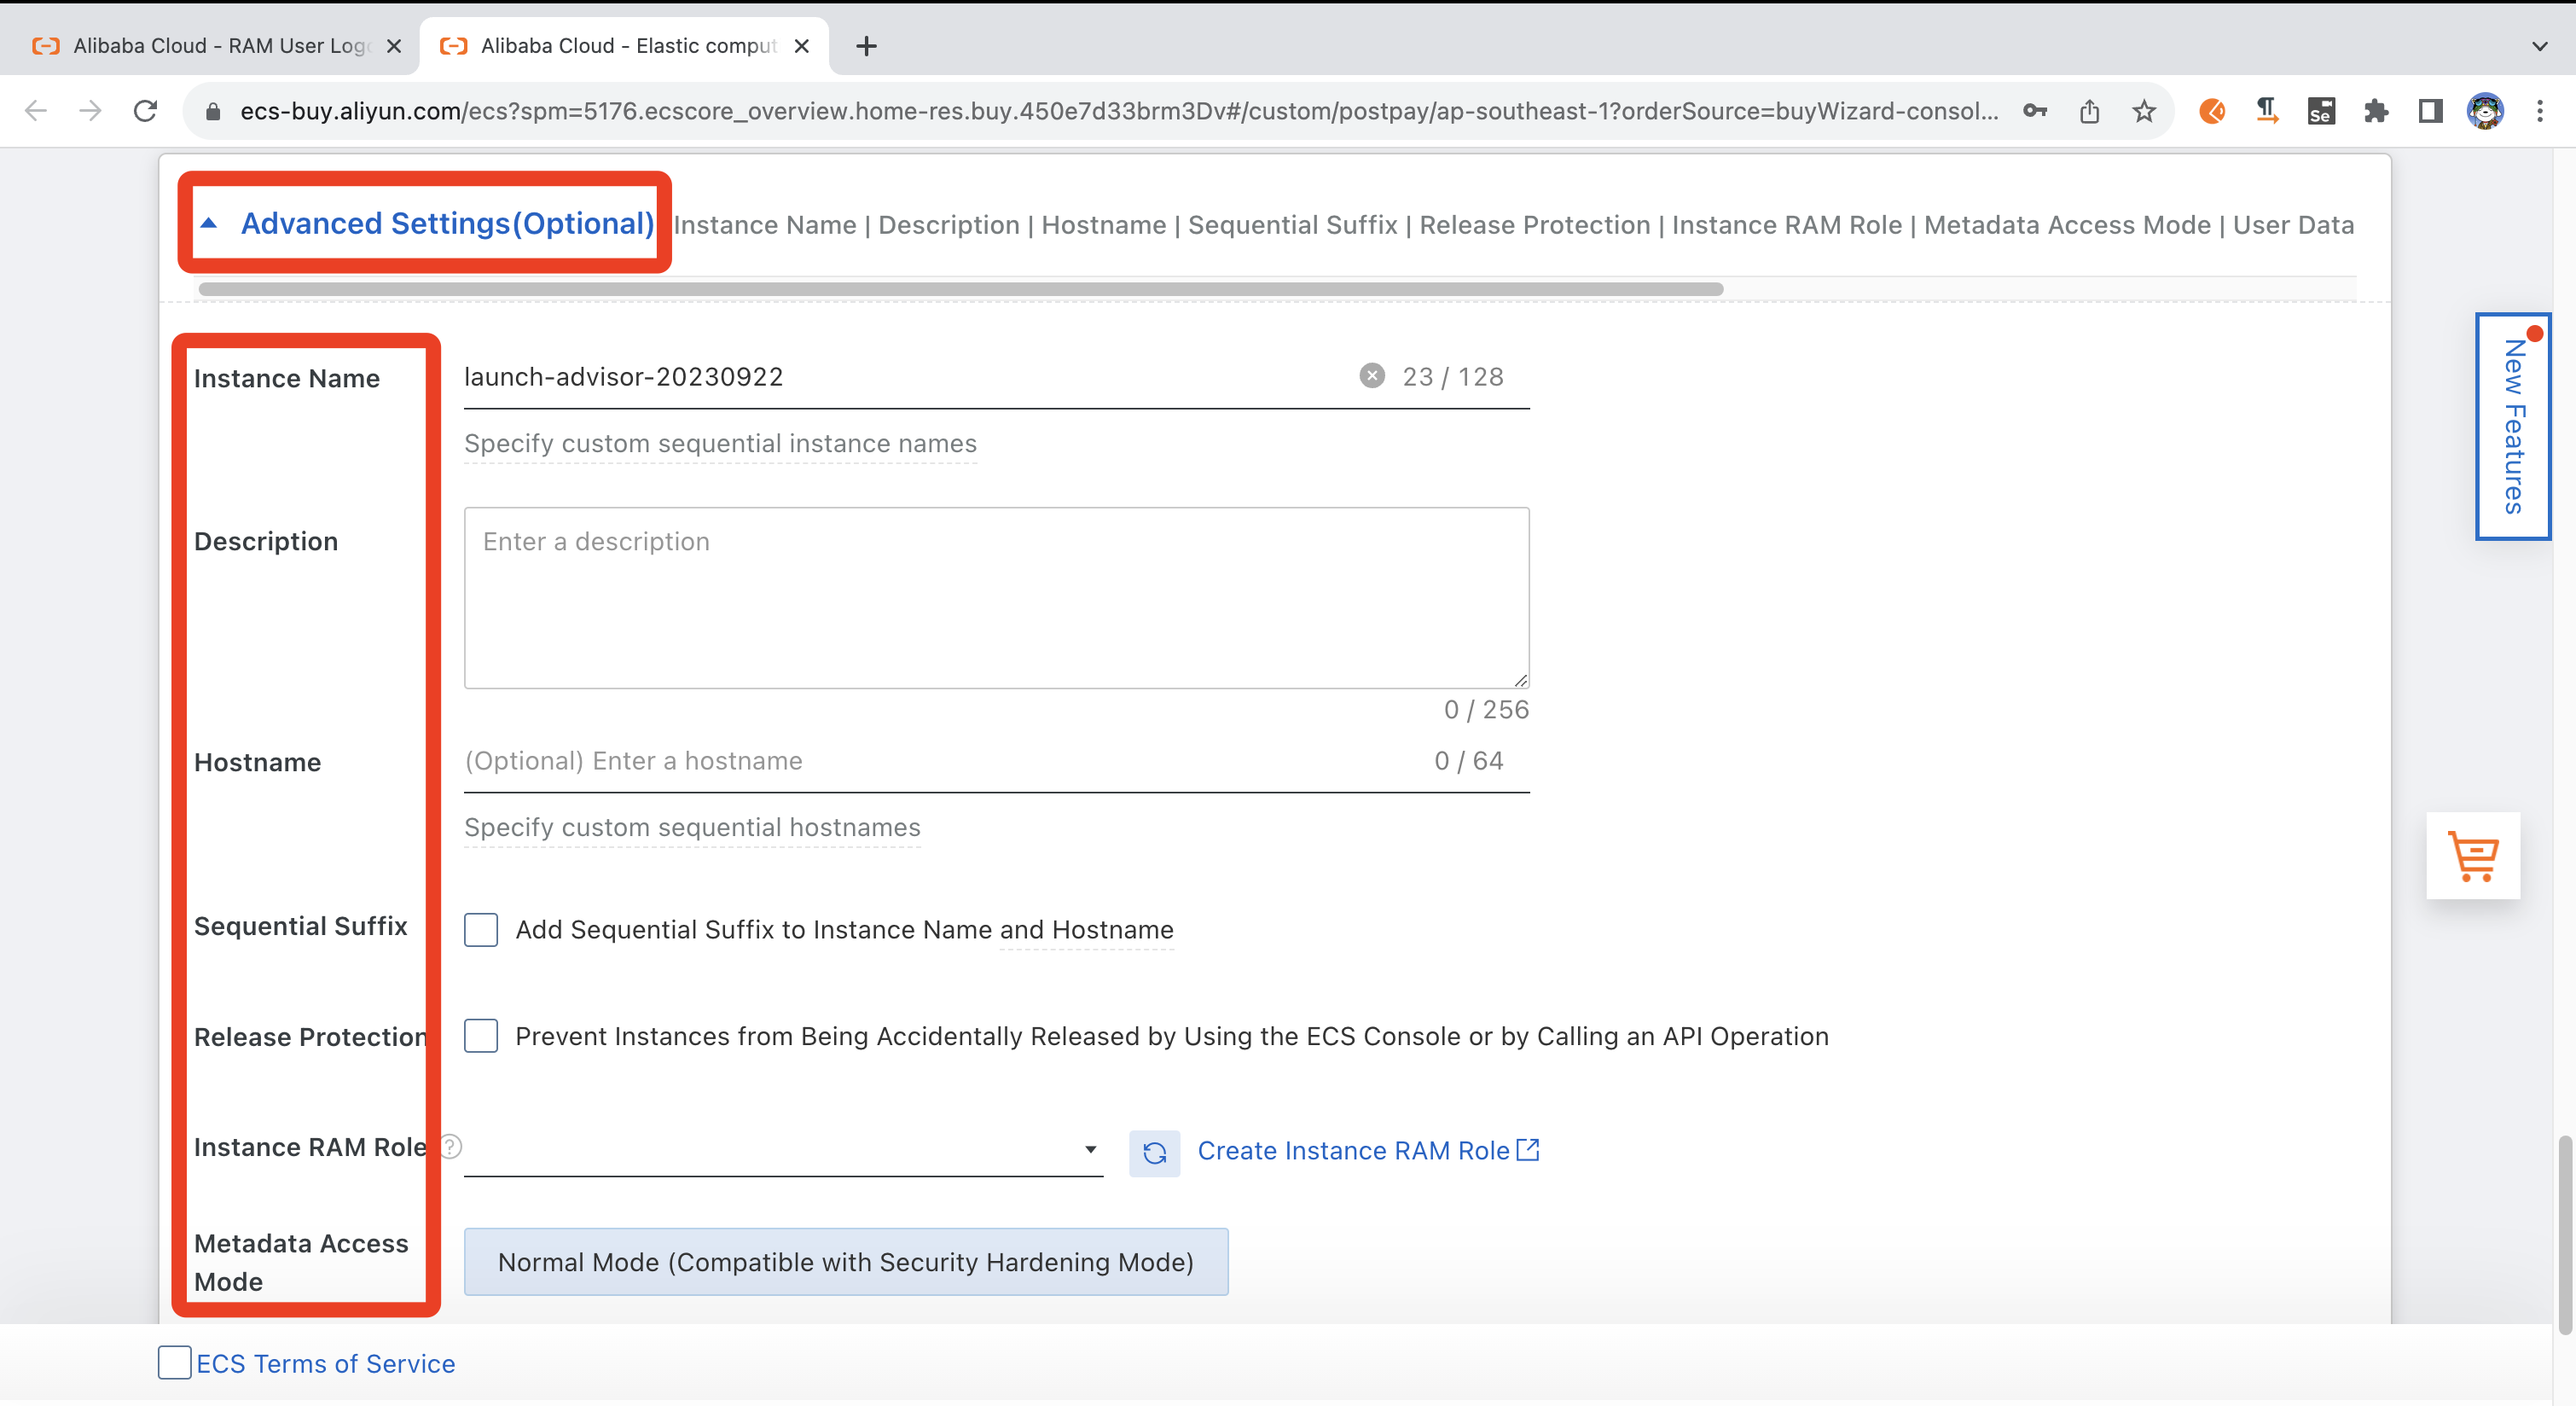 Alibaba Cloud - RAM User Logo
Alibaba Cloud - Elastic comput
ecs-buy.aliyun.com/ecs?spm=5176.ecscore_overview.home-res.buy.450e7d33brm3Dv#/custom/postpay/ap-southeast-1?orderSource=buyWizard-consol...
Se
Advanced Settings(Optional) Instance Name | Description | Hostname | Sequential Suffix | Release Protection | Instance RAM Role | Metadata Access Mode | User Data
New Features
Instance Name
launch-advisor-20230922
23 / 128
Specify custom sequential instance names
Description
Enter a description
0 / 256
Hostname
(Optional) Enter a hostname
0 / 64
Specify custom sequential hostnames
Sequential Suffix
Add Sequential Suffix to Instance Name and Hostname
Release Protection
Prevent Instances from Being Accidentally Released by Using the ECS Console or by Calling an API Operation
Instance RAM Role
?
Create Instance RAM Role
Metadata Access
Mode
Normal Mode (Compatible with Security Hardening Mode)
ECS Terms of Service